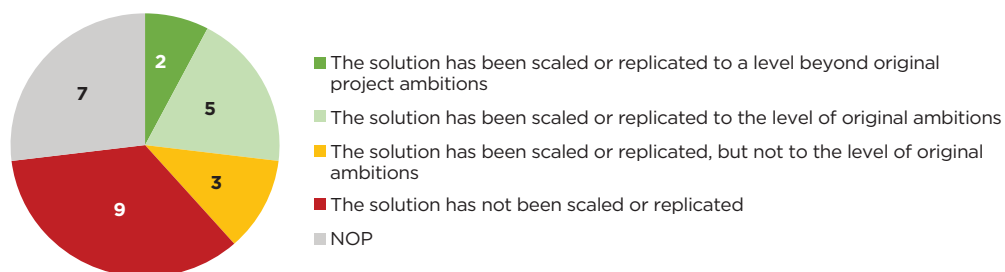 2
7
5
3
9
The solution has been scaled or replicated to a level beyond original
project ambitions
The solution has been scaled or replicated to the level of original ambitions
The solution has been scaled or replicated, but not to the level of original
ambitions
The solution has not been scaled or replicated
NOP